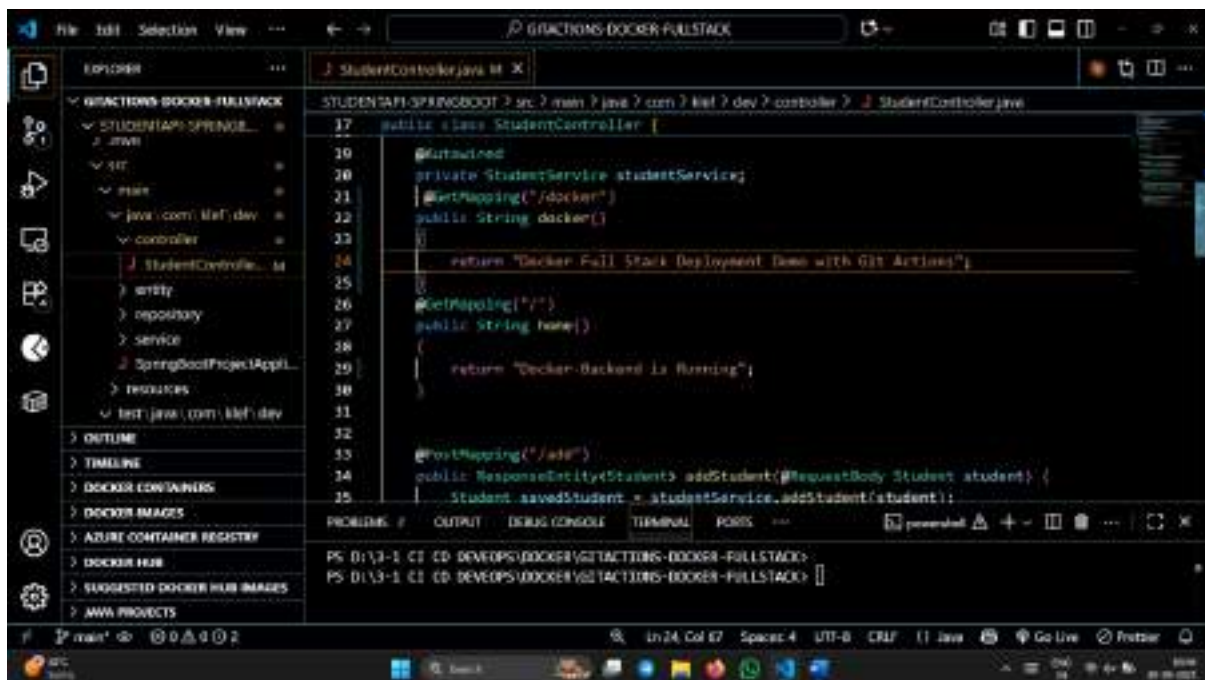 File Edit Selection View ...
GITACTIONS-DOCKER-FULLSTACK
EXPLORER ...
StudentController.java M X
GITACTIONS-DOCKER-FULLSTACK
STUDENTAPI-SPRINGBOOT > src > main > java > com > klef > dev > controller > StudentController.java
STUDENTAPI-SPRINGB...
.mvn
src
main
java\com\klef\dev
controller
StudentControlle... M
entity
repository
service
SpringBootProjectAppli...
resources
test\java\com\klef\dev
OUTLINE
TIMELINE
DOCKER CONTAINERS
DOCKER IMAGES
AZURE CONTAINER REGISTRY
DOCKER HUB
SUGGESTED DOCKER HUB IMAGES
JAVA PROJECTS
17 public class StudentController {
19 @Autowired
20 private StudentService studentService;
21 @GetMapping("/docker")
22 public String docker()
23 {
24 return "Docker Full Stack Deployment Demo with Git Actions";
25 }
26 @GetMapping("/")
27 public String home()
28 {
29 return "Docker-Backend is Running";
30 }
31
32
33 @PostMapping("/add")
34 public ResponseEntity<Student> addStudent(@RequestBody Student student) {
35 Student savedStudent = studentService.addStudent(student);
PROBLEMS 2 OUTPUT DEBUG CONSOLE TERMINAL PORTS ... powershell
PS D:\3-1 CI CD DEVEOPS\DOCKER\GITACTIONS-DOCKER-FULLSTACK>
PS D:\3-1 CI CD DEVEOPS\DOCKER\GITACTIONS-DOCKER-FULLSTACK>
main* 0 0 2 Ln 24, Col 67 Spaces: 4 UTF-8 CRLF {} Java Go Live Prettier
Search